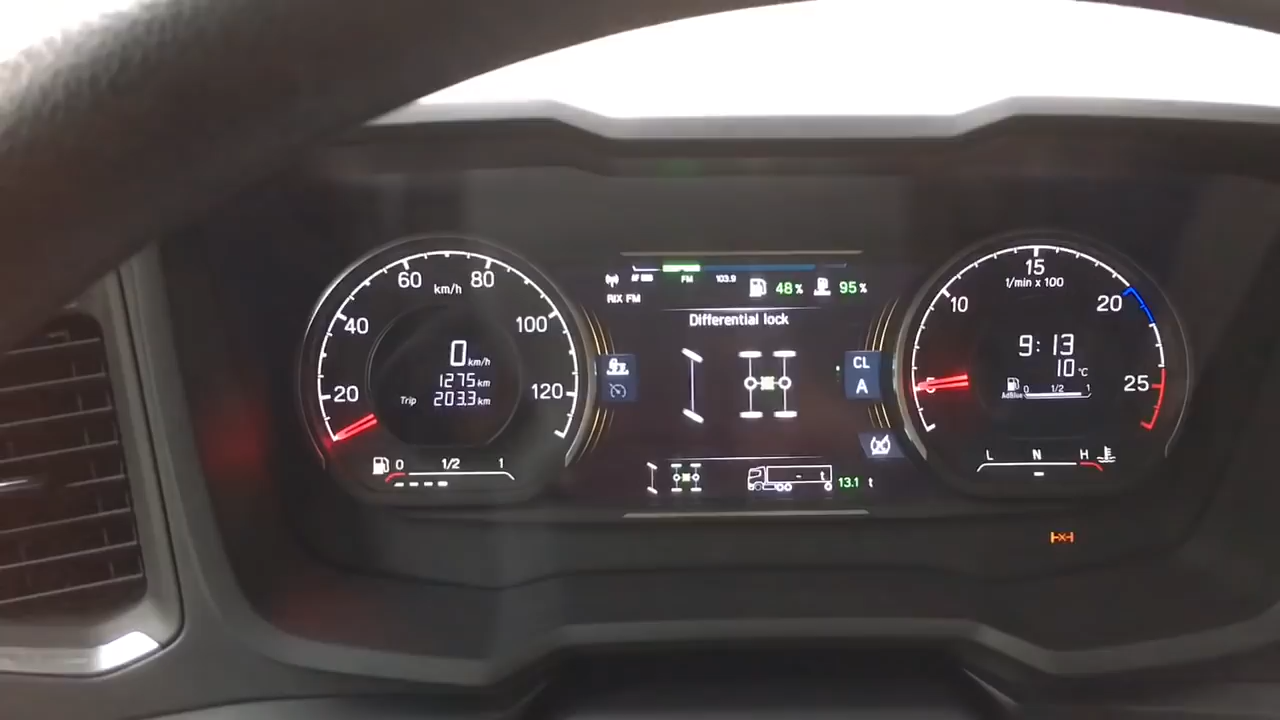 60 80
km/h
40 100
20 120
0 km/h
1275 km
Trip 203.3 km
0 1/2 1
FM 103.9
RIX FM
48% 95%
Differential lock
CL
A
13.1 t
- t
15
1/min x 100
10 20
5 25
9:13
10 °C
AdBlue 0 1/2 1
L N H